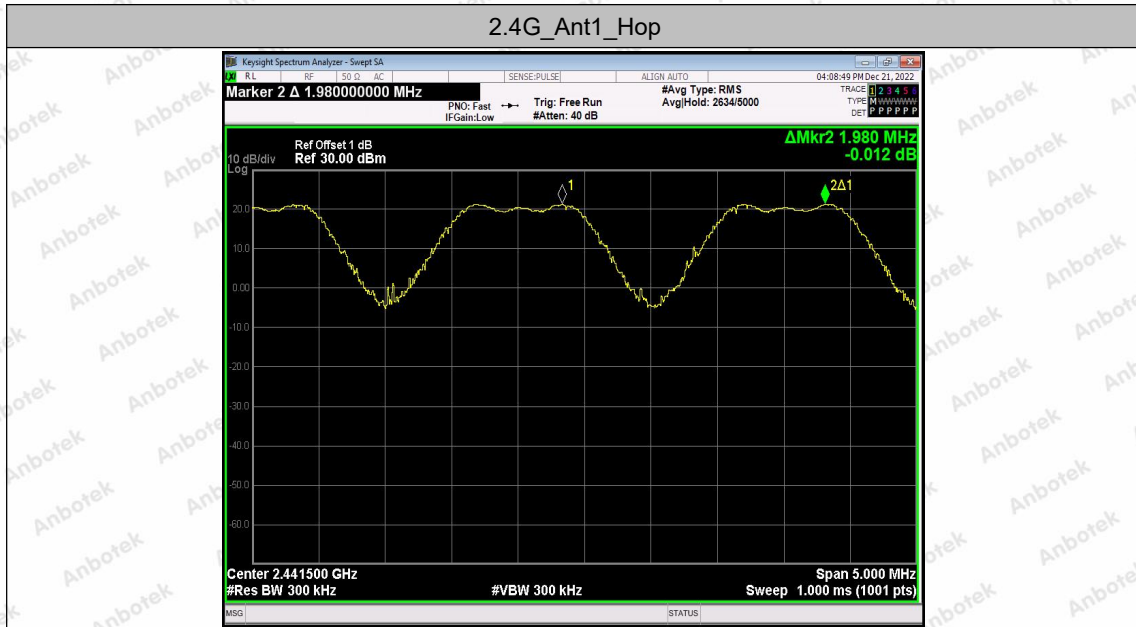 2.4G_Ant1_Hop
Keysight Spectrum Analyzer - Swept SA
LXI RL RF 50 Ω AC SENSE:PULSE ALIGN AUTO 04:08:49 PM Dec 21, 2022
Marker 2 Δ 1.980000000 MHz
PNO: Fast Trig: Free Run #Avg Type: RMS TRACE 1 2 3 4 5 6
IFGain:Low #Atten: 40 dB Avg|Hold: 2634/5000 TYPE M WWWWW
DET P P P P P P
Ref Offset 1 dB ΔMkr2 1.980 MHz
10 dB/div Ref 30.00 dBm -0.012 dB
Log
1
2Δ1
20.0
10.0
0.00
-10.0
-20.0
-30.0
-40.0
-50.0
-60.0
Center 2.441500 GHz Span 5.000 MHz
#Res BW 300 kHz #VBW 300 kHz Sweep 1.000 ms (1001 pts)
MSG STATUS
Anbotek